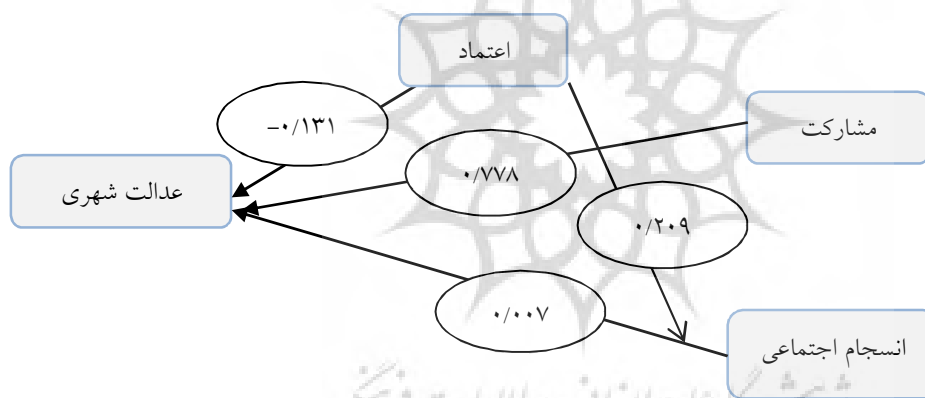 اعتماد
مشارکت
-۰/۱۳۱
۰/۷۷۸
عدالت شهری
۰/۲۰۹
۰/۰۰۷
انسجام اجتماعی